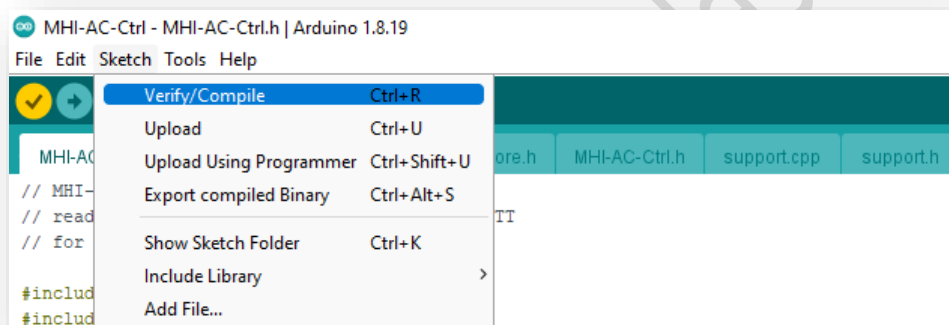 MHI-AC-Ctrl - MHI-AC-Ctrl.h | Arduino 1.8.19
File Edit Sketch Tools Help
Verify/Compile Ctrl+R
Upload Ctrl+U
MHI-AC ore.h MHI-AC-Ctrl.h support.cpp support.h
Upload Using Programmer Ctrl+Shift+U
// MHI-
Export compiled Binary Ctrl+Alt+S
// read TT
// for
Show Sketch Folder Ctrl+K
Include Library >
#includ
Add File...
#includ